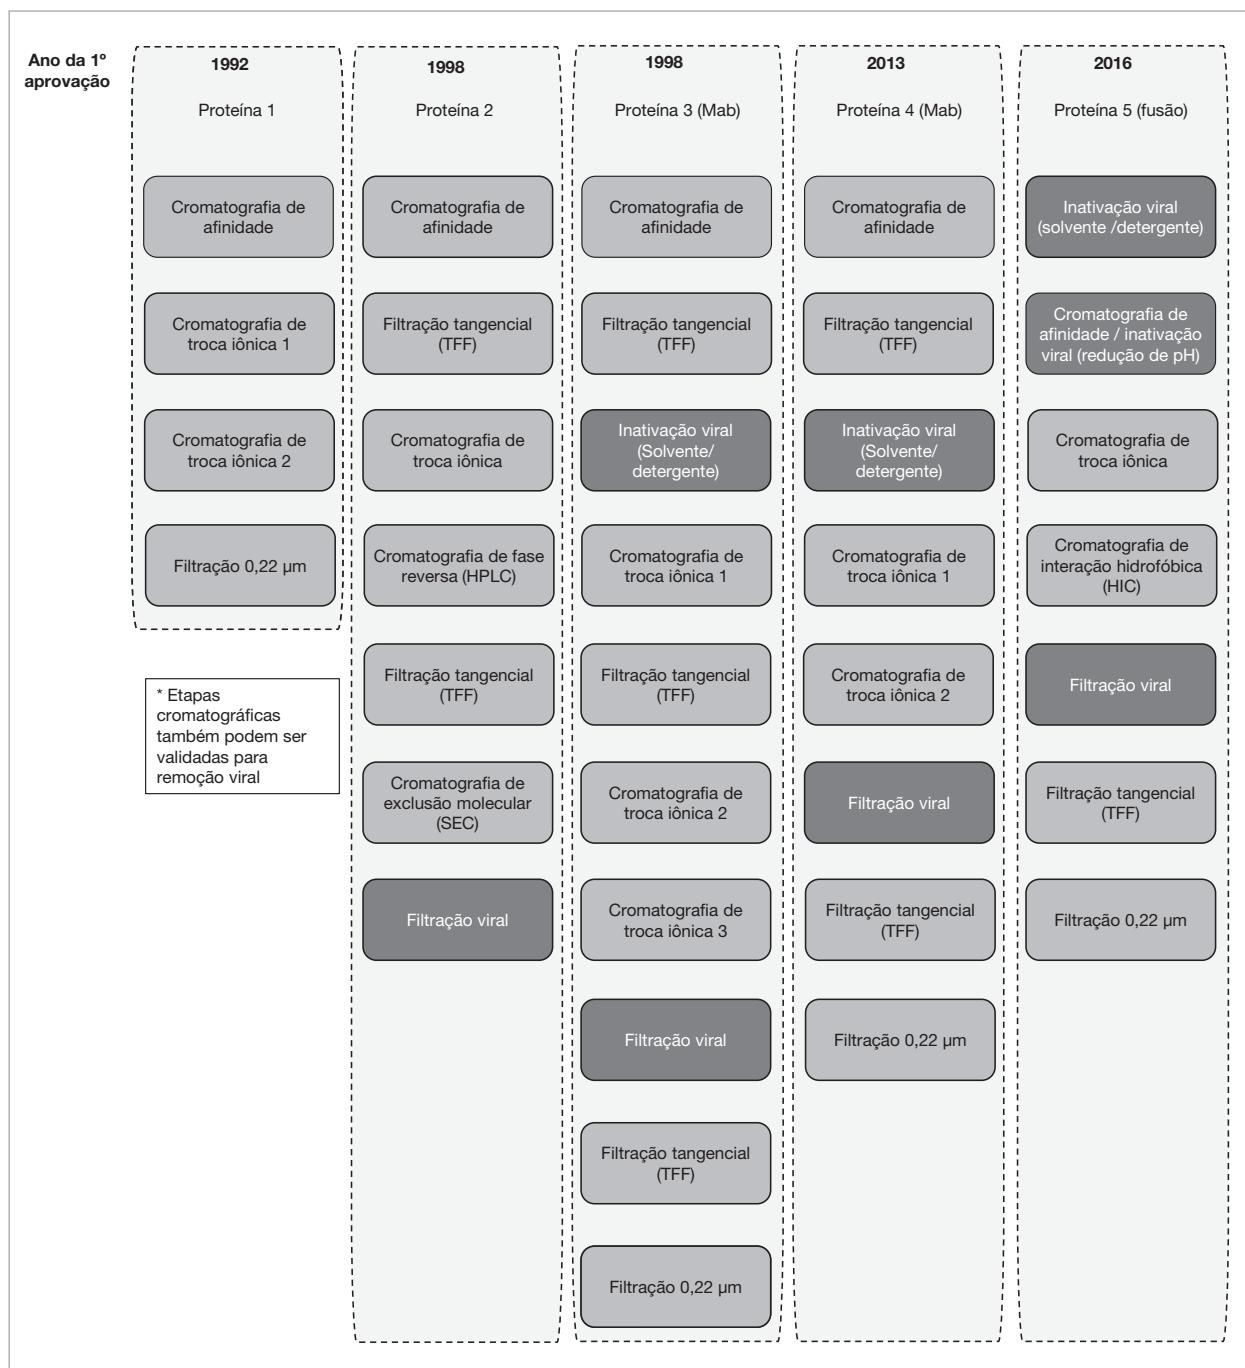 Ano da 1º
aprovação
1992
Proteína 1
Cromatografia de
afinidade
Cromatografia de
troca iônica 1
Cromatografia de
troca iônica 2
Filtração 0,22 µm
* Etapas
cromatográficas
também podem ser
validadas para
remoção viral
1998
Proteína 2
Cromatografia de
afinidade
Filtração tangencial
(TFF)
Cromatografia de
troca iônica
Cromatografia de fase
reversa (HPLC)
Filtração tangencial
(TFF)
Cromatografia de
exclusão molecular
(SEC)
Filtração viral
1998
Proteína 3 (Mab)
Cromatografia de
afinidade
Filtração tangencial
(TFF)
Inativação viral
(Solvente/
detergente)
Cromatografia de
troca iônica 1
Filtração tangencial
(TFF)
Cromatografia de
troca iônica 2
Cromatografia de
troca iônica 3
Filtração viral
Filtração tangencial
(TFF)
Filtração 0,22 µm
2013
Proteína 4 (Mab)
Cromatografia de
afinidade
Filtração tangencial
(TFF)
Inativação viral
(Solvente/
detergente)
Cromatografia de
troca iônica 1
Cromatografia de
troca iônica 2
Filtração viral
Filtração tangencial
(TFF)
Filtração 0,22 µm
2016
Proteína 5 (fusão)
Inativação viral
(solvente /detergente)
Cromatografia de
afinidade / inativação
viral (redução de pH)
Cromatografia de
troca iônica
Cromatografia de
interação hidrofóbica
(HIC)
Filtração viral
Filtração tangencial
(TFF)
Filtração 0,22 µm